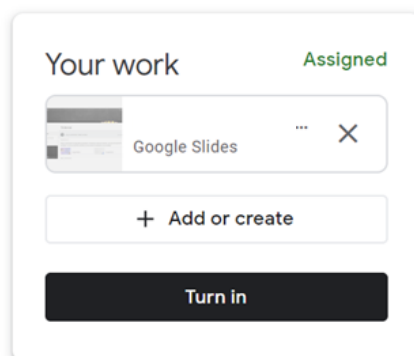 Your work
Assigned
...
Google Slides
+ Add or create
Turn in